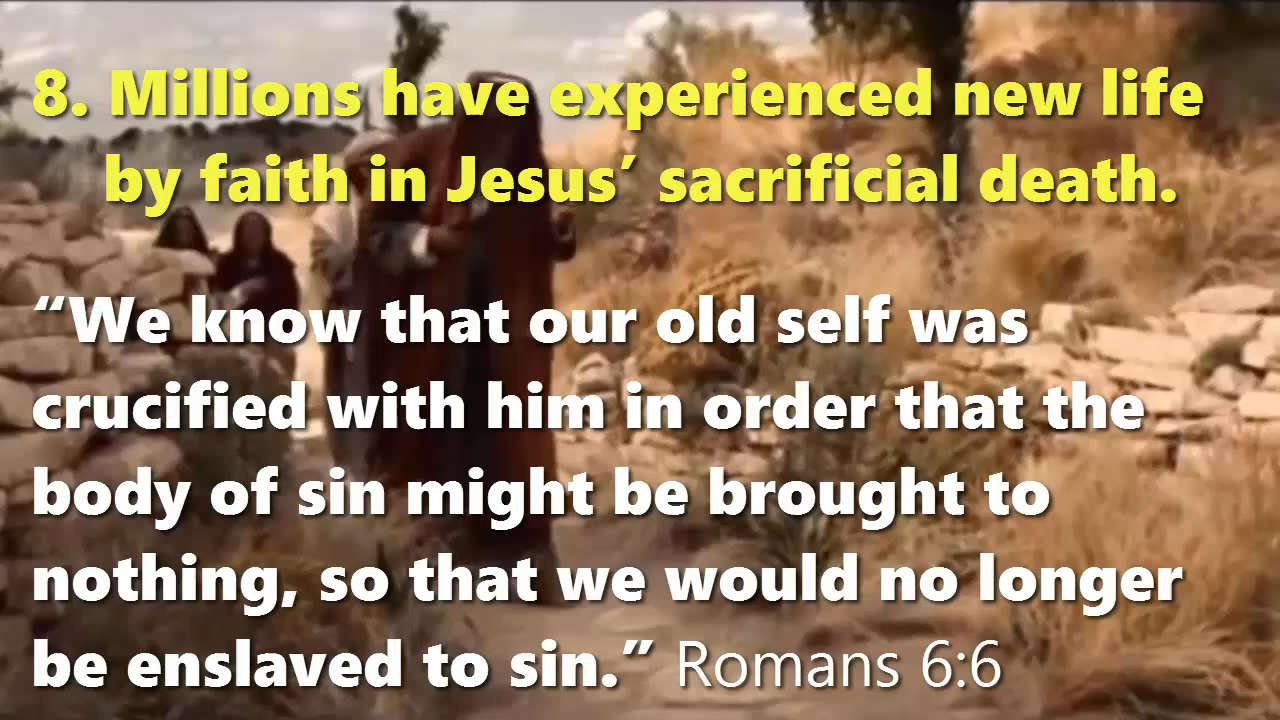 8. Millions have experienced new life
by faith in Jesus’ sacrificial death.
“We know that our old self was
crucified with him in order that the
body of sin might be brought to
nothing, so that we would no longer
be enslaved to sin.” Romans 6:6